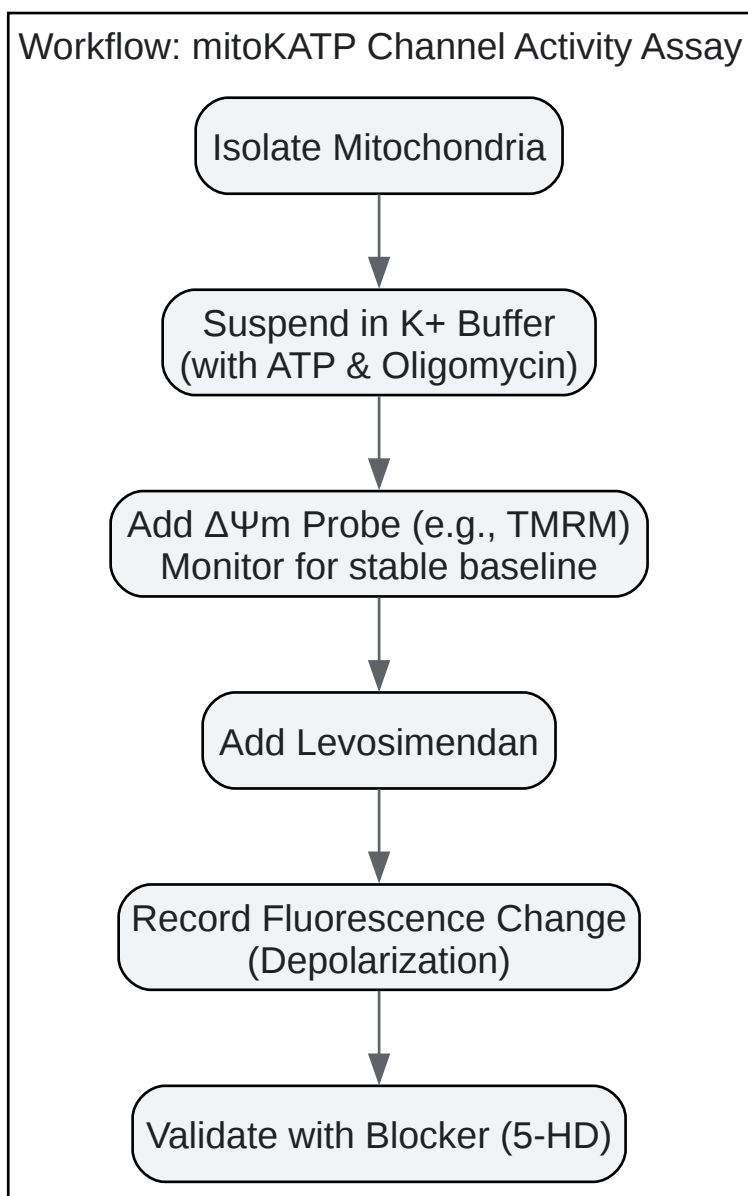 Workflow: mitoKATP Channel Activity Assay
Isolate Mitochondria
Suspend in K+ Buffer
(with ATP & Oligomycin)
Add ΔΨm Probe (e.g., TMRM)
Monitor for stable baseline
Add Levosimendan
Record Fluorescence Change
(Depolarization)
Validate with Blocker (5-HD)